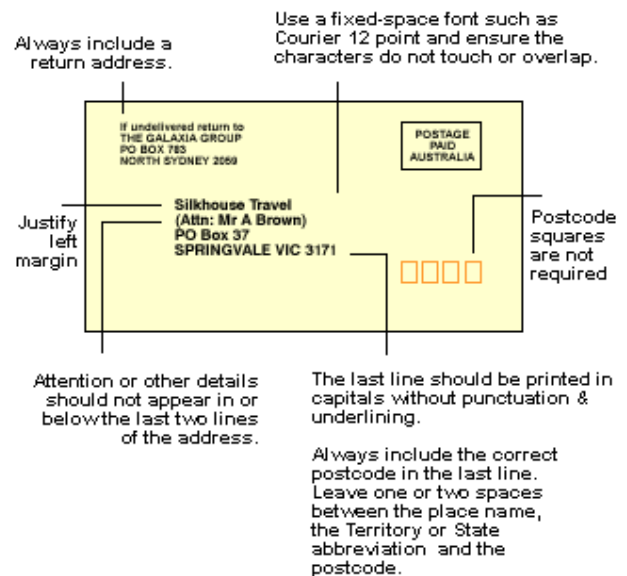 Always include a
return address.
Use a fixed-space font such as
Courier 12 point and ensure the
characters do not touch or overlap.
If undelivered return to
THE GALAXIA GROUP
PO BOX 783
NORTH SYDNEY 2059
POSTAGE
PAID
AUSTRALIA
Justify
left
margin
Silkhouse Travel
(Attn: Mr A Brown)
PO Box 37
SPRINGVALE VIC 3171
Postcode
squares
are not
required
Attention or other details
should not appear in or
below the last two lines
of the address.
The last line should be printed in
capitals without punctuation &
underlining.
Always include the correct
postcode in the last line.
Leave one or two spaces
between the place name,
the Territory or State
abbreviation and the
postcode.